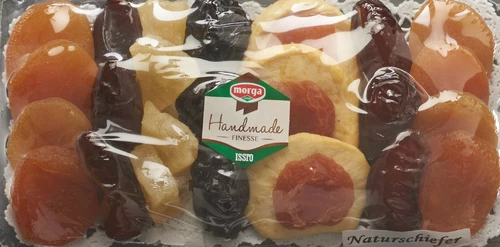 morga
Handmade
FINESSE
ISSRO
Naturschiefer